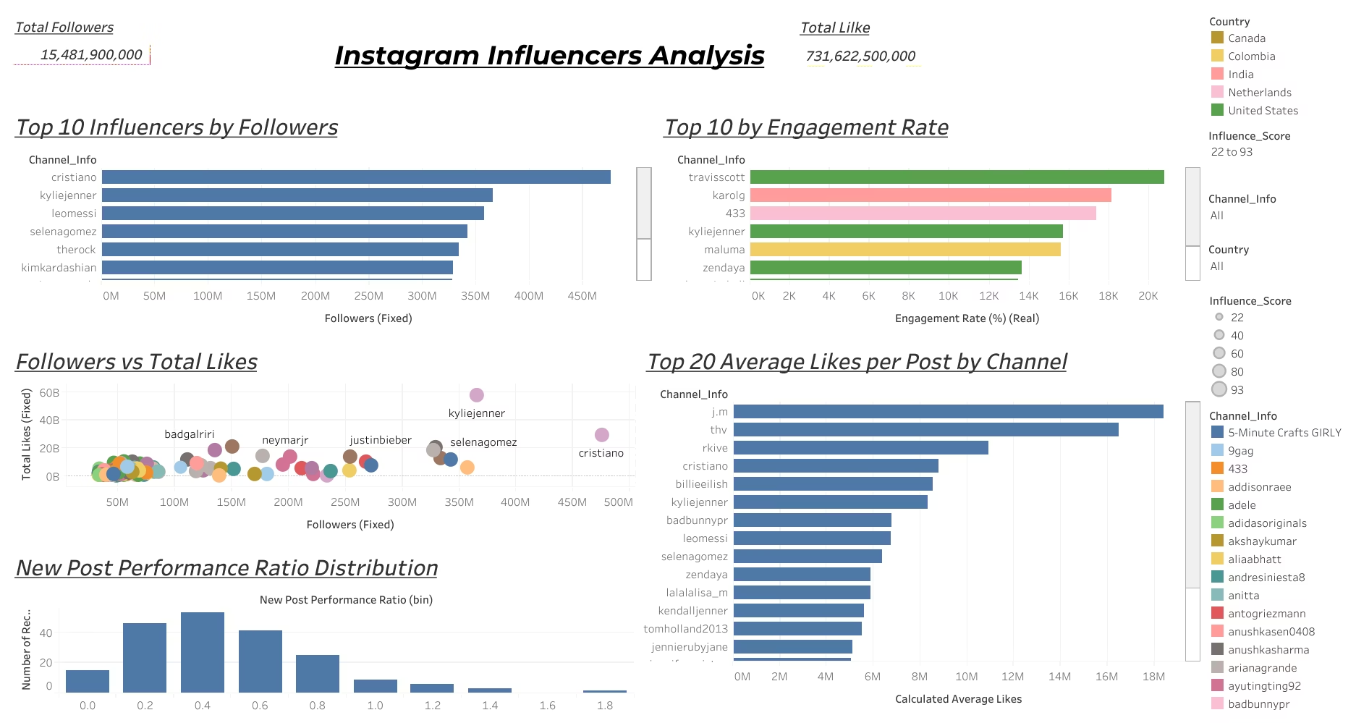 Total Followers
15,481,900,000
Instagram Influencers Analysis
Total Lilke
731,622,500,000
Top 10 Influencers by Followers
Channel_Info
cristiano
kyliejenner
leomessi
selenagomez
therock
kimkardashian
0M 50M 100M 150M 200M 250M 300M 350M 400M 450M
Followers (Fixed)
Top 10 by Engagement Rate
Channel_Info
travisscott
karolg
433
kyliejenner
maluma
zendaya
0K 2K 4K 6K 8K 10K 12K 14K 16K 18K 20K
Engagement Rate (%) (Real)
Followers vs Total Likes
Total Likes (Fixed)
60B
40B
20B
0B
kyliejenner
badgalriri
neymarjr
justinbieber
selenagomez
cristiano
50M 100M 150M 200M 250M 300M 350M 400M 450M 500M
Followers (Fixed)
New Post Performance Ratio Distribution
New Post Performance Ratio (bin)
Number of Rec..
40
20
0
0.0 0.2 0.4 0.6 0.8 1.0 1.2 1.4 1.6 1.8
Top 20 Average Likes per Post by Channel
Channel_Info
j.m
thv
rkive
cristiano
billieeilish
kyliejenner
badbunnypr
leomessi
selenagomez
zendaya
lalalalisa_m
kendalljenner
tomholland2013
jennierubyjane
0M 2M 4M 6M 8M 10M 12M 14M 16M 18M
Calculated Average Likes
Country
Canada
Colombia
India
Netherlands
United States
Influence_Score
22 to 93
Channel_Info
All
Country
All
Influence_Score
22
40
60
80
93
Channel_Info
5-Minute Crafts GIRLY
9gag
433
addisonraee
adele
adidasoriginals
akshaykumar
aliaabhatt
andresiniesta8
anitta
antogriezmann
anushkasen0408
anushkasharma
arianagrande
ayutingting92
badbunnypr